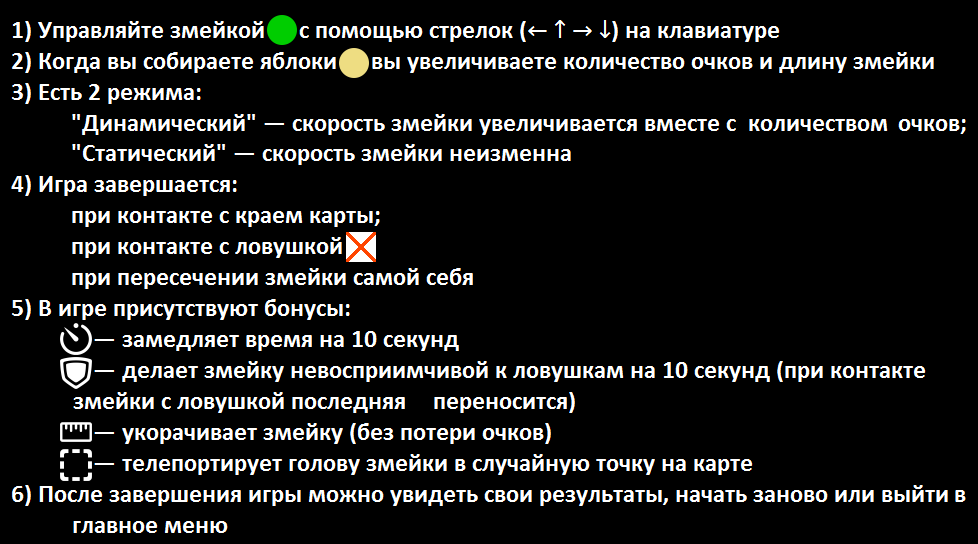 1) Управляйте змейкой с помощью стрелок (← ↑ → ↓) на клавиатуре
2) Когда вы собираете яблоки вы увеличиваете количество очков и длину змейки
3) Есть 2 режима:
"Динамический" — скорость змейки увеличивается вместе с количеством очков;
"Статический" — скорость змейки неизменна
4) Игра завершается:
при контакте с краем карты;
при контакте с ловушкой
при пересечении змейки самой себя
5) В игре присутствуют бонусы:
— замедляет время на 10 секунд
— делает змейку невосприимчивой к ловушкам на 10 секунд (при контакте
змейки с ловушкой последняя переносится)
— укорачивает змейку (без потери очков)
— телепортирует голову змейки в случайную точку на карте
6) После завершения игры можно увидеть свои результаты, начать заново или выйти в
главное меню